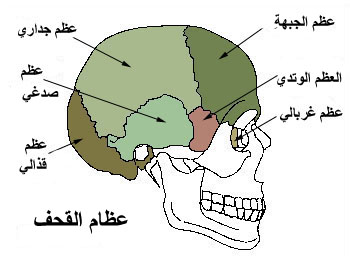 عظم الجبهة
عظم جداري
عظم
صدغي
العظم الوتدي
عظم غربالي
عظم
قذالي
عظام القحف